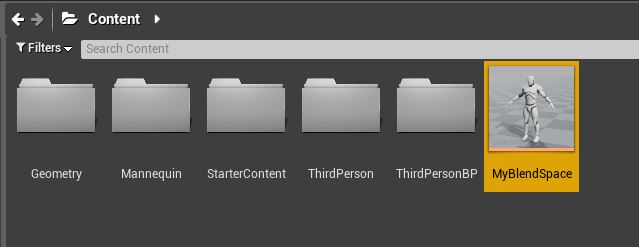 Content
Filters
Search Content
Geometry
Mannequin
StarterContent
ThirdPerson
ThirdPersonBP
MyBlendSpace